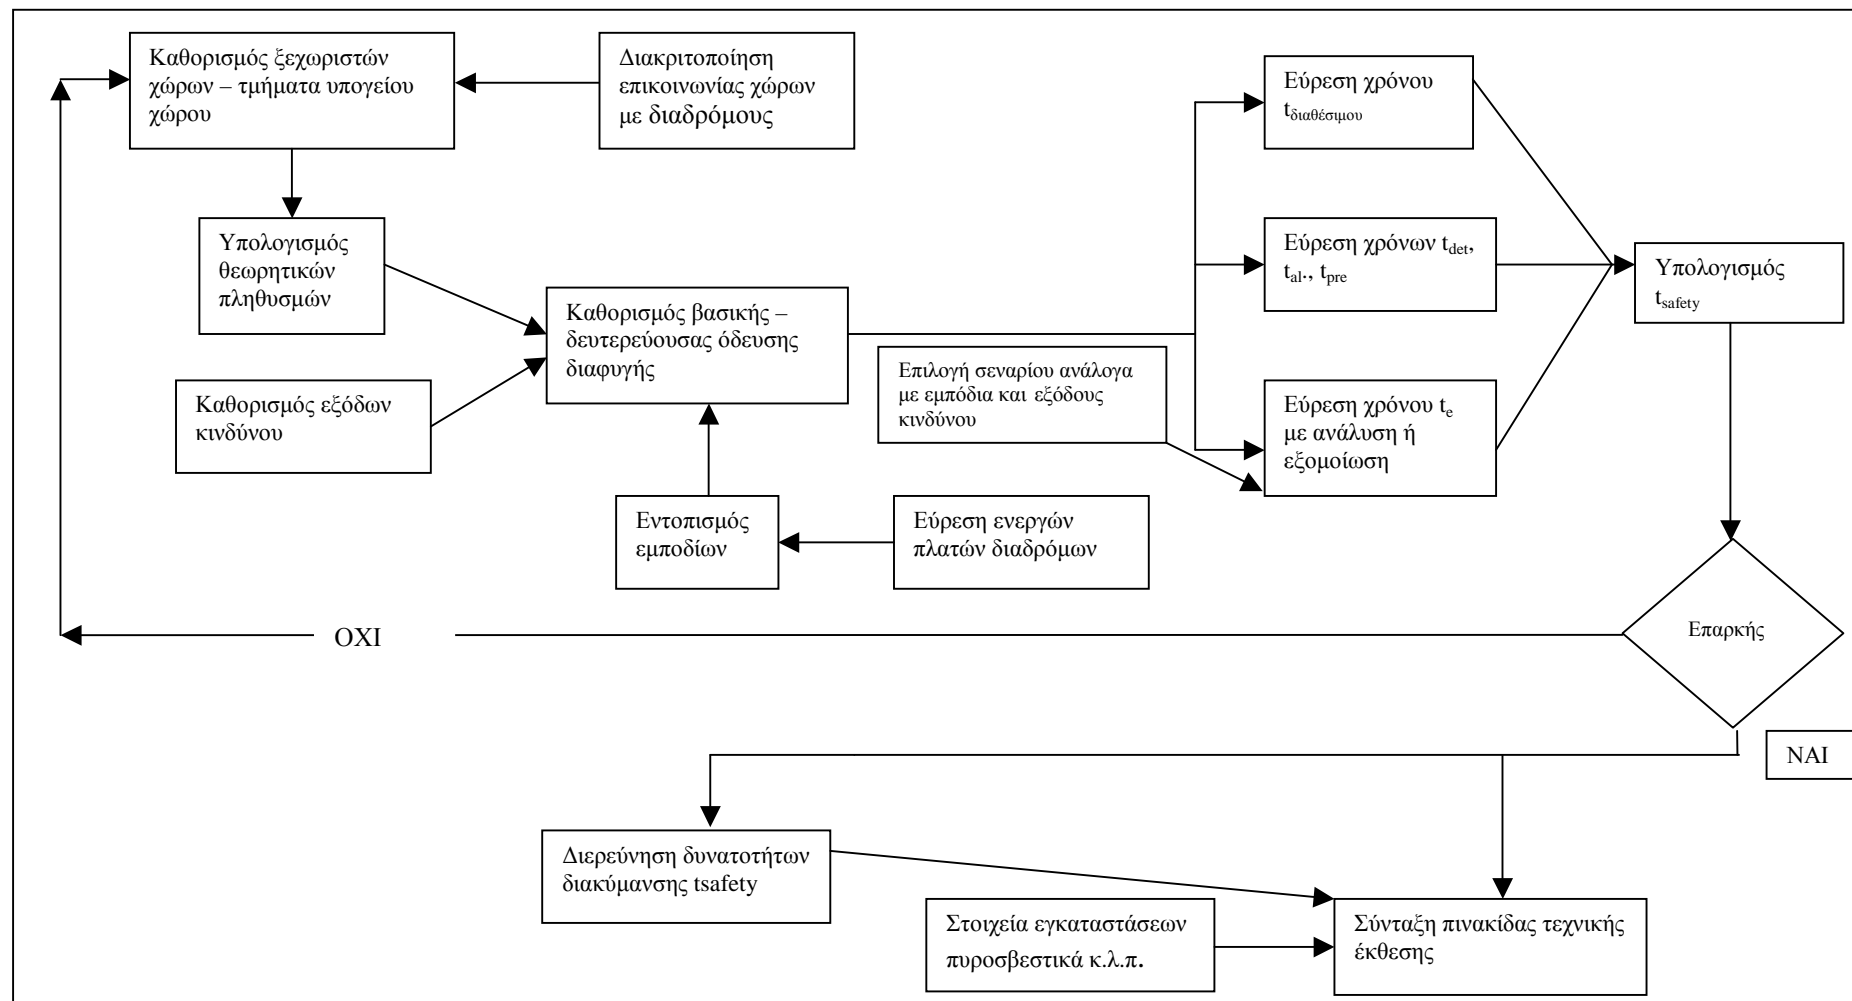 Καθορισμός ξεχωριστών
χώρων – τμήματα υπογείου
χώρου
Διακριτοποίηση
επικοινωνίας χώρων
με διαδρόμους
Εύρεση χρόνου
tδιαθέσιμου
Υπολογισμός
θεωρητικών
πληθυσμών
Εύρεση χρόνων tdet,
tal., tpre
Υπολογισμός
tsafety
Καθορισμός βασικής –
δευτερεύουσας όδευσης
διαφυγής
Επιλογή σεναρίου ανάλογα
με εμπόδια και εξόδους
κινδύνου
Καθορισμός εξόδων
κινδύνου
Εύρεση χρόνου te
με ανάλυση ή
εξομοίωση
Εντοπισμός
εμποδίων
Εύρεση ενεργών
πλατών διαδρόμων
ΟΧΙ
Επαρκής
ΝΑΙ
Διερεύνηση δυνατοτήτων
διακύμανσης tsafety
Στοιχεία εγκαταστάσεων
πυροσβεστικά κ.λ.π.
Σύνταξη πινακίδας τεχνικής
έκθεσης